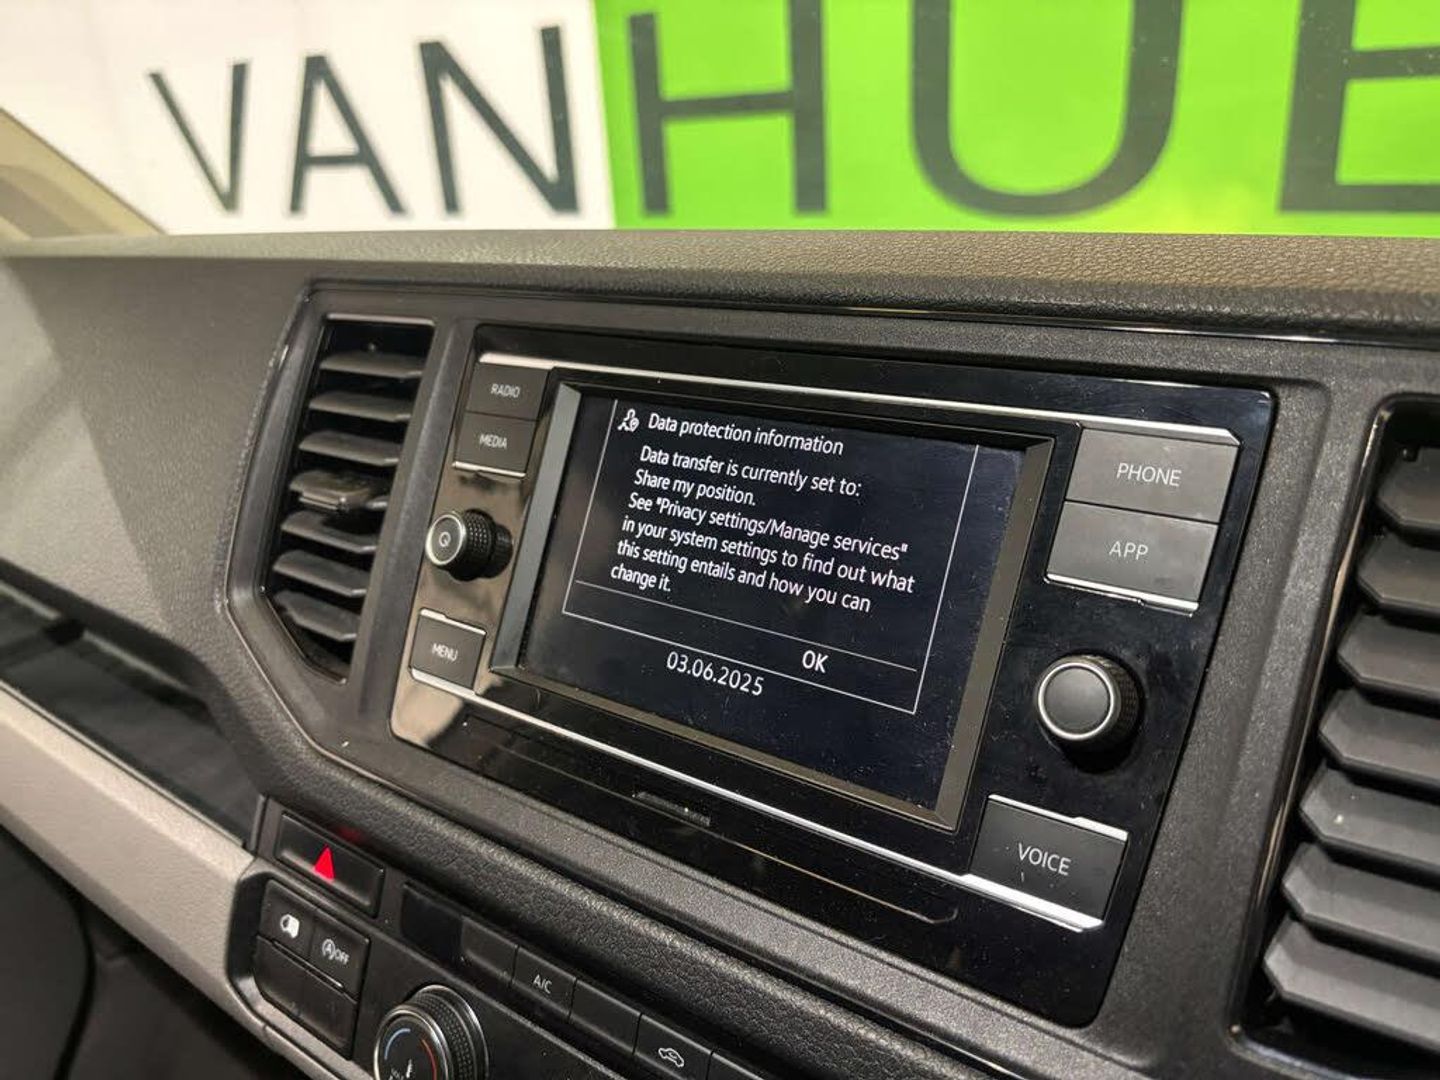 VANHUB
RADIO
MEDIA
MENU
PHONE
APP
VOICE
Data protection information
Data transfer is currently set to:
Share my position.
See "Privacy settings/Manage services"
in your system settings to find out what
this setting entails and how you can
change it.
OK
03.06.2025
OFF
A/C